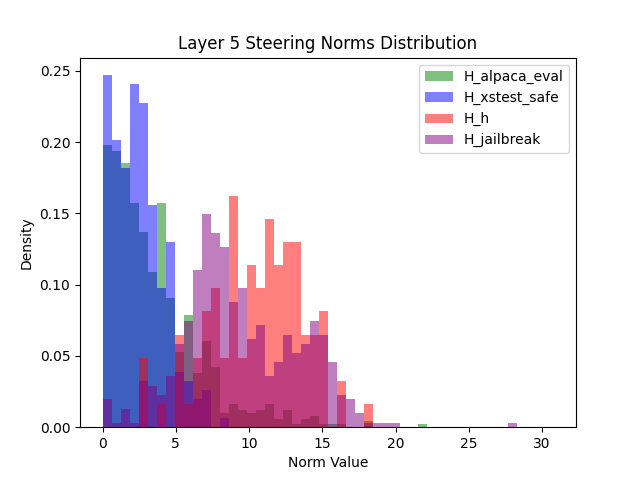 Layer 5 Steering Norms Distribution
H_alpaca_eval
H_xstest_safe
H_h
H_jailbreak
0.25
0.20
0.15
0.10
0.05
0.00
Density
0
5
10
15
20
25
30
Norm Value